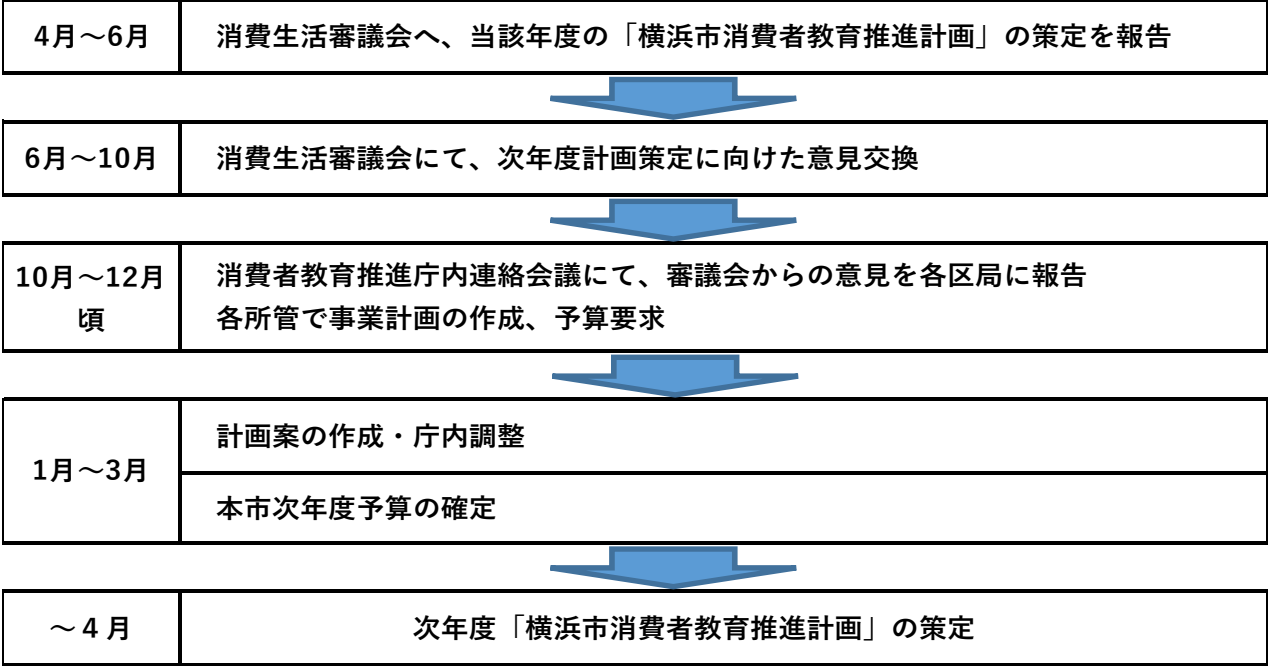 4月～6月
消費生活審議会へ、当該年度の「横浜市消費者教育推進計画」の策定を報告
6月～10月
消費生活審議会にて、次年度計画策定に向けた意見交換
10月～12月
頃
消費者教育推進庁内連絡会議にて、審議会からの意見を各区局に報告
各所管で事業計画の作成、予算要求
1月～3月
計画案の作成・庁内調整
本市次年度予算の確定
～４月
次年度「横浜市消費者教育推進計画」の策定